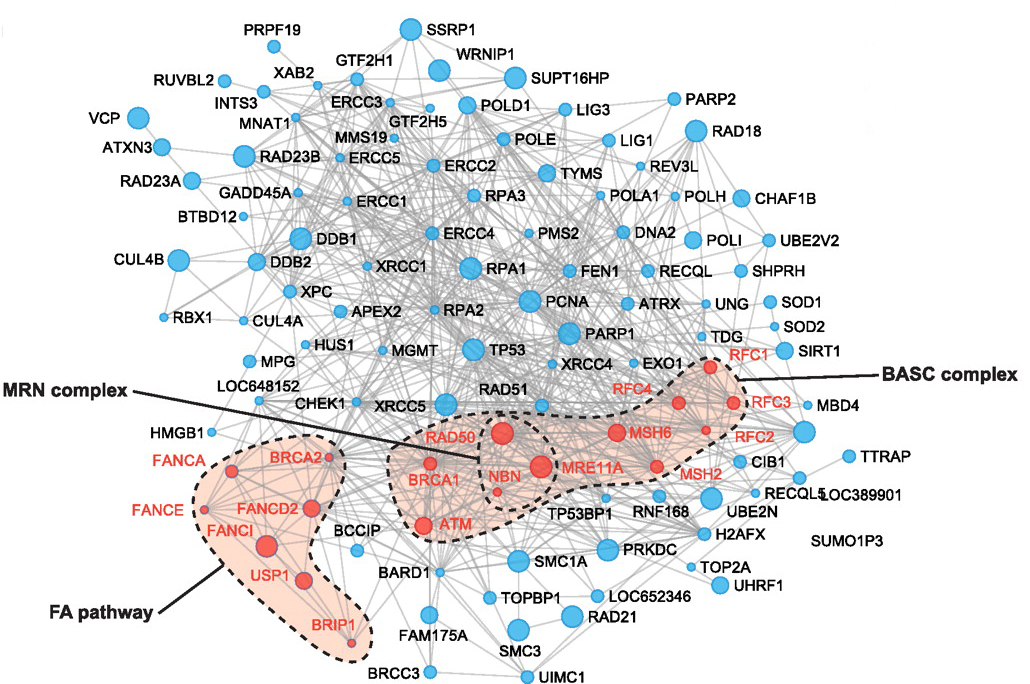 SSRP1
PRPF19
WRNIP1
GTF2H1
XAB2
RUVBL2
SUPT16HP
INTS3
ERCC3
POLD1
LIG3
PARP2
VCP
MNAT1
GTF2H5
RAD18
ATXN3
MMS19
POLE
LIG1
RAD23B
ERCC5
ERCC2
REV3L
RAD23A
TYMS
GADD45A
ERCC1
RPA3
POLA1
POLH
CHAF1B
BTBD12
DDB1
ERCC4
PMS2
DNA2
POLI
UBE2V2
CUL4B
DDB2
XRCC1
RPA1
FEN1
RECQL
SHPRH
XPC
APEX2
RPA2
PCNA
ATRX
UNG
SOD1
RBX1
CUL4A
PARP1
TDG
SOD2
HUS1
MGMT
TP53
SIRT1
MPG
XRCC4
EXO1
RFC1
BASC complex
MRN complex
LOC648152
RAD51
RFC4
CHEK1
XRCC5
RFC3
MBD4
HMGB1
RAD50
MSH6
RFC2
FANCA
BRCA2
BRCA1
NBN
MRE11A
MSH2
CIB1
TTRAP
FANCE
FANCD2
RECQL5
LOC389901
TP53BP1
RNF168
UBE2N
FANCI
BCCIP
ATM
H2AFX
SUMO1P3
PRKDC
USP1
BARD1
SMC1A
TOP2A
UHRF1
FA pathway
BRIP1
TOPBP1
LOC652346
FAM175A
RAD21
SMC3
BRCC3
UIMC1